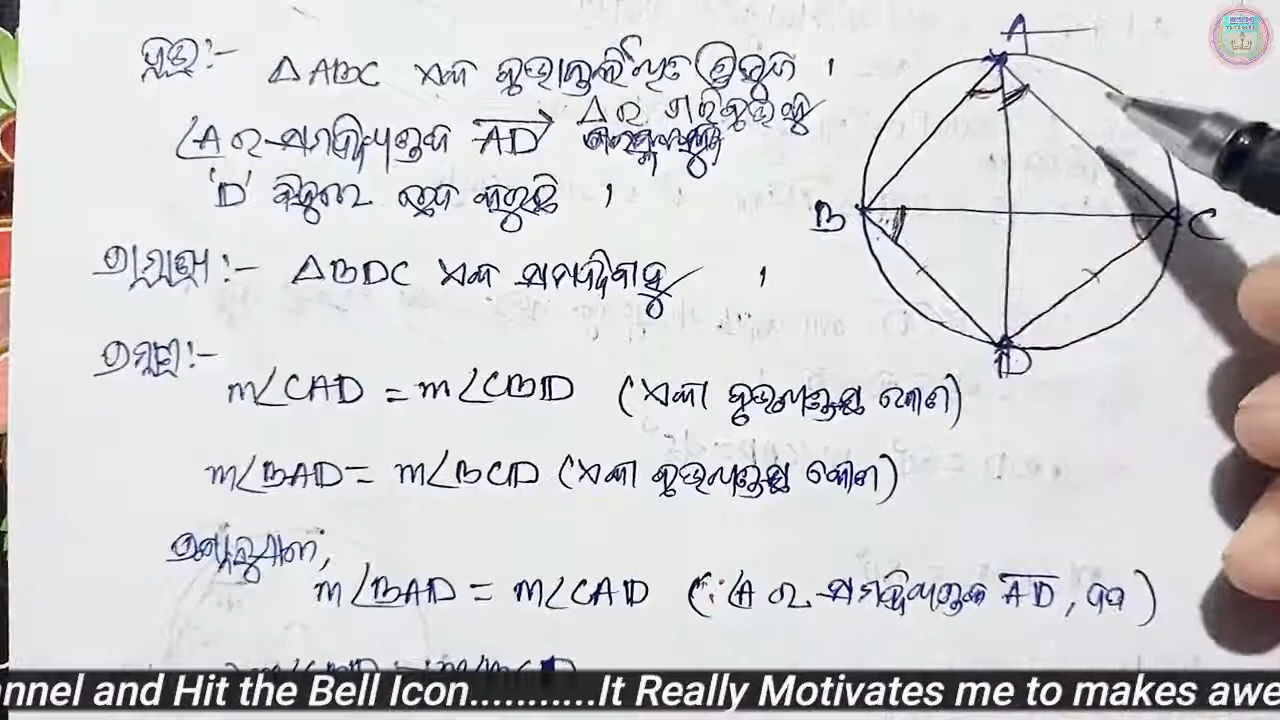 ଦତ୍ତ :- △ABC ଏକ ବୃତ୍ତାନ୍ତର୍ଲିଖିତ ତ୍ରିଭୁଜ ।
∠A ର ସମଦ୍ୱିଖଣ୍ଡକ AD→ △ର ପରିବୃତ୍ତକୁ
'D' ବିନ୍ଦୁରେ ଛେଦ କରୁଛି ।
ପ୍ରାମାଣ୍ୟ :- △BDC ଏକ ସମଦ୍ୱିବାହୁ ।
ପ୍ରମାଣ :-
m∠CAD = m∠CBD (ଏକା ବୃତ୍ତଖଣ୍ଡସ୍ଥ କୋଣ)
m∠BAD = m∠BCD (ଏକା ବୃତ୍ତଖଣ୍ଡସ୍ଥ କୋଣ)
m∠BAD = m∠CAD (∵ ∠A ର ସମଦ୍ୱିଖଣ୍ଡକ AD, ଦତ୍ତ)
A
B
C
D
nnel and Hit the Bell Icon...........It Really Motivates me to makes awe